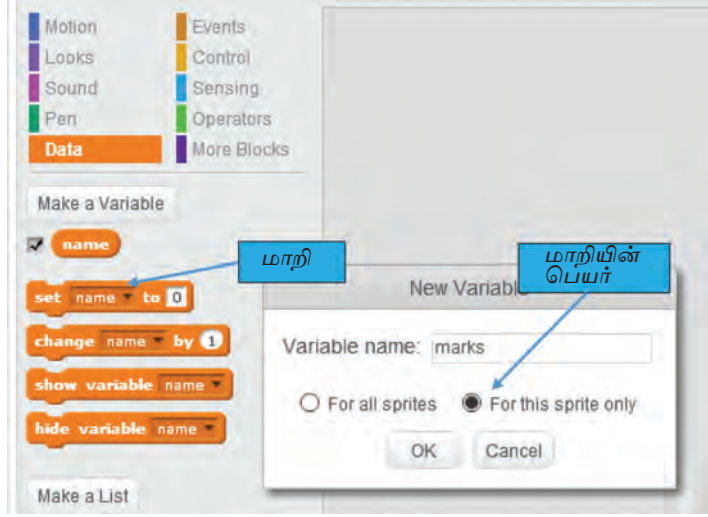 Motion
Events
Looks
Control
Sound
Sensing
Pen
Operators
Data
More Blocks
Make a Variable
name
set name to 0
change name by 1
show variable name
hide variable name
Make a List
மாறி
மாறியின்
பெயர்
New Variable
Variable name: marks
For all sprites For this sprite only
OK Cancel